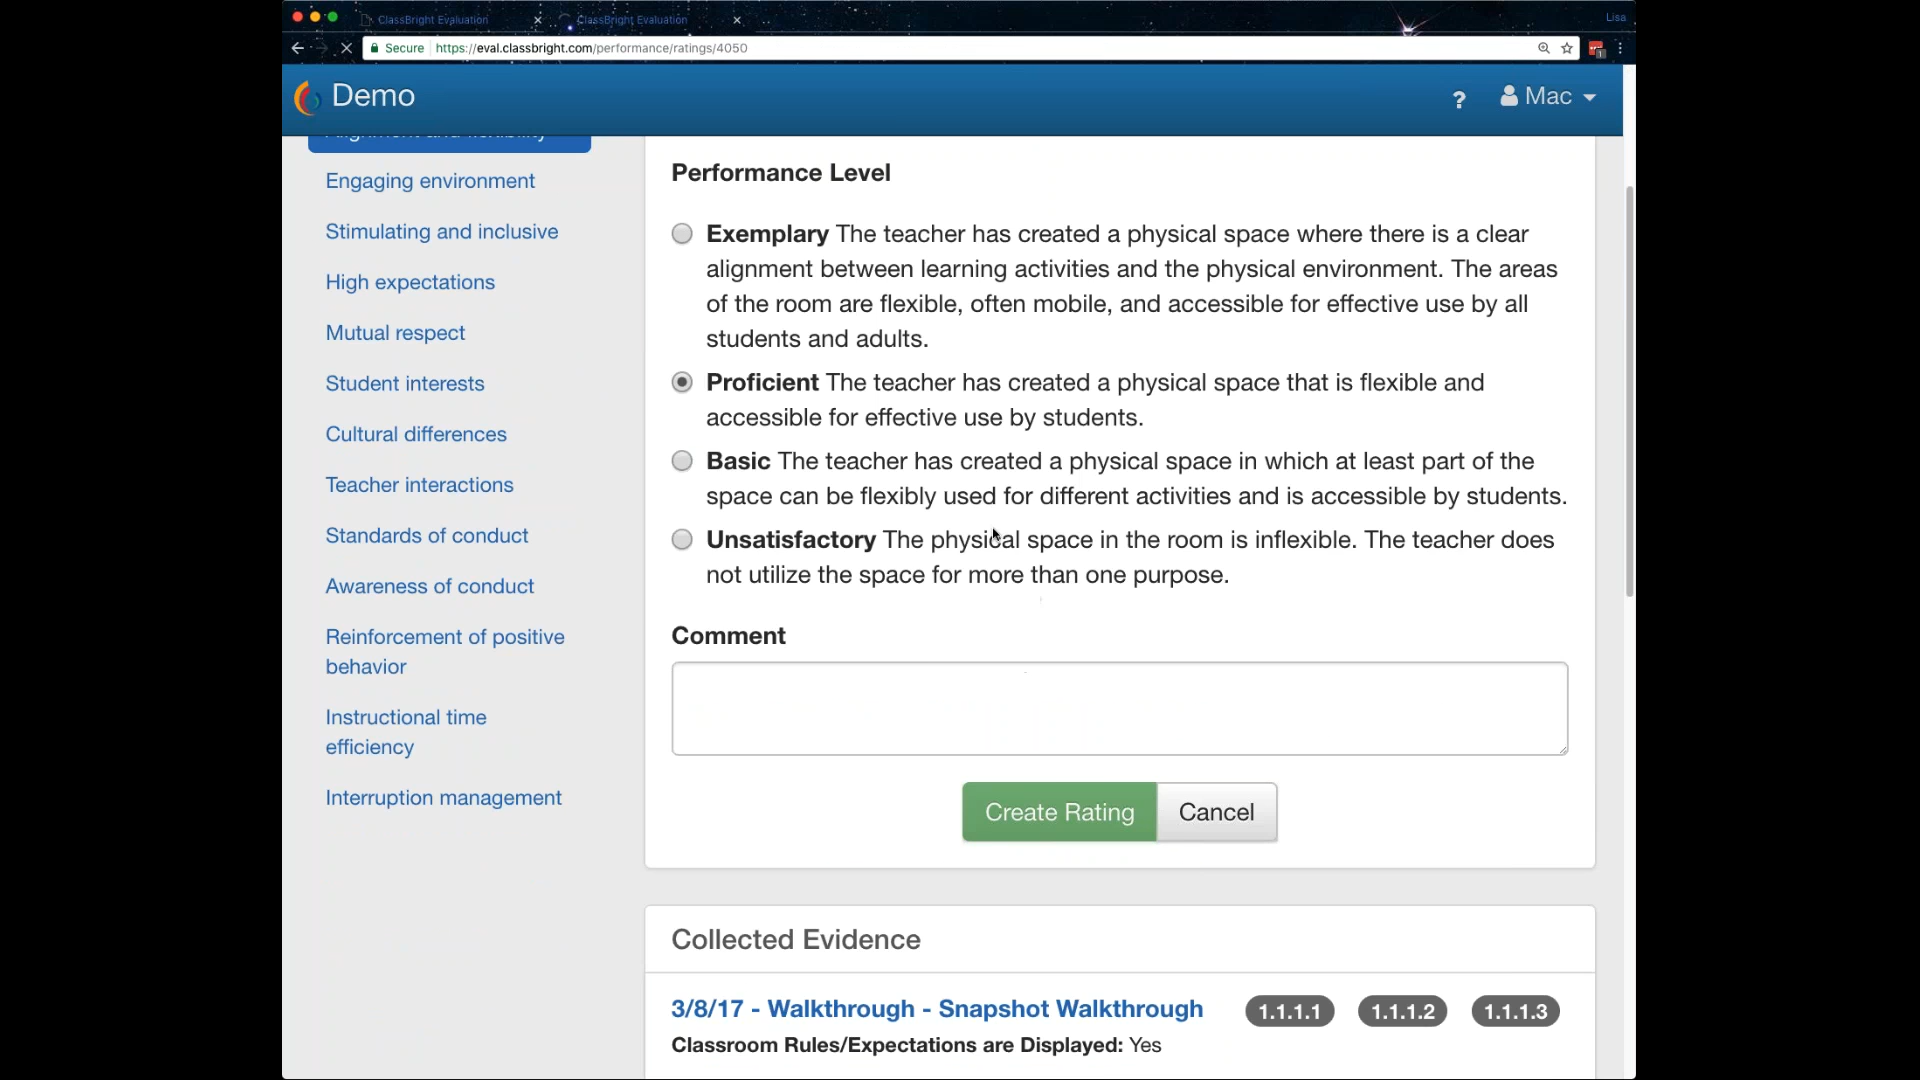 ClassBright Evaluation
ClassBright Evaluation
Lisa
Secure
https://eval.classbright.com/performance/ratings/4050
1
Demo
?
Mac
Alignment and flexibility
Engaging environment
Stimulating and inclusive
High expectations
Mutual respect
Student interests
Cultural differences
Teacher interactions
Standards of conduct
Awareness of conduct
Reinforcement of positive
behavior
Instructional time
efficiency
Interruption management
Performance Level
Exemplary The teacher has created a physical space where there is a clear
alignment between learning activities and the physical environment. The areas
of the room are flexible, often mobile, and accessible for effective use by all
students and adults.
Proficient The teacher has created a physical space that is flexible and
accessible for effective use by students.
Basic The teacher has created a physical space in which at least part of the
space can be flexibly used for different activities and is accessible by students.
Unsatisfactory The physical space in the room is inflexible. The teacher does
not utilize the space for more than one purpose.
Comment
Create Rating
Cancel
Collected Evidence
3/8/17 - Walkthrough - Snapshot Walkthrough
1.1.1.1
1.1.1.2
1.1.1.3
Classroom Rules/Expectations are Displayed: Yes